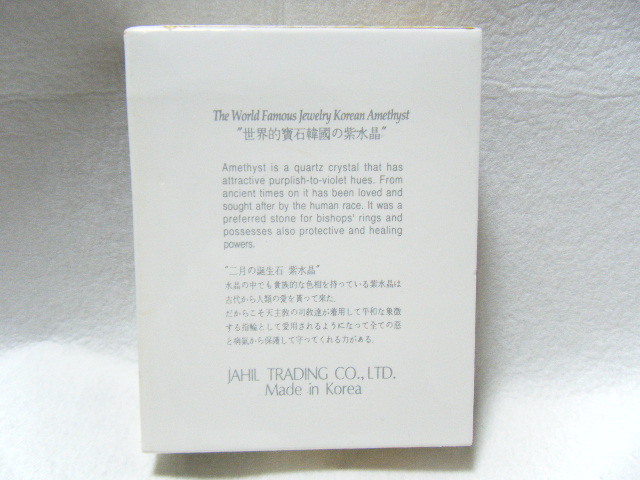 The World Famous Jewelry Korean Amethyst
"世界的寶石韓國の紫水晶"
Amethyst is a quartz crystal that has
attractive purplish-to-violet hues. From
ancient times on it has been loved and
sought after by the human race. It was a
preferred stone for bishops' rings and
possesses also protective and healing
powers.
"二月の誕生石 紫水晶"
水晶の中でも貴族的な色相を持っている紫水晶は
古代から人類の愛を貰って来た.
だからこそ天主敎の司敎達が着用して平和な象徴
する指輪として愛用されるようになって全ての惡
と病氣から保護して守ってくれる力がある.
JAHIL TRADING CO., LTD.
Made in Korea